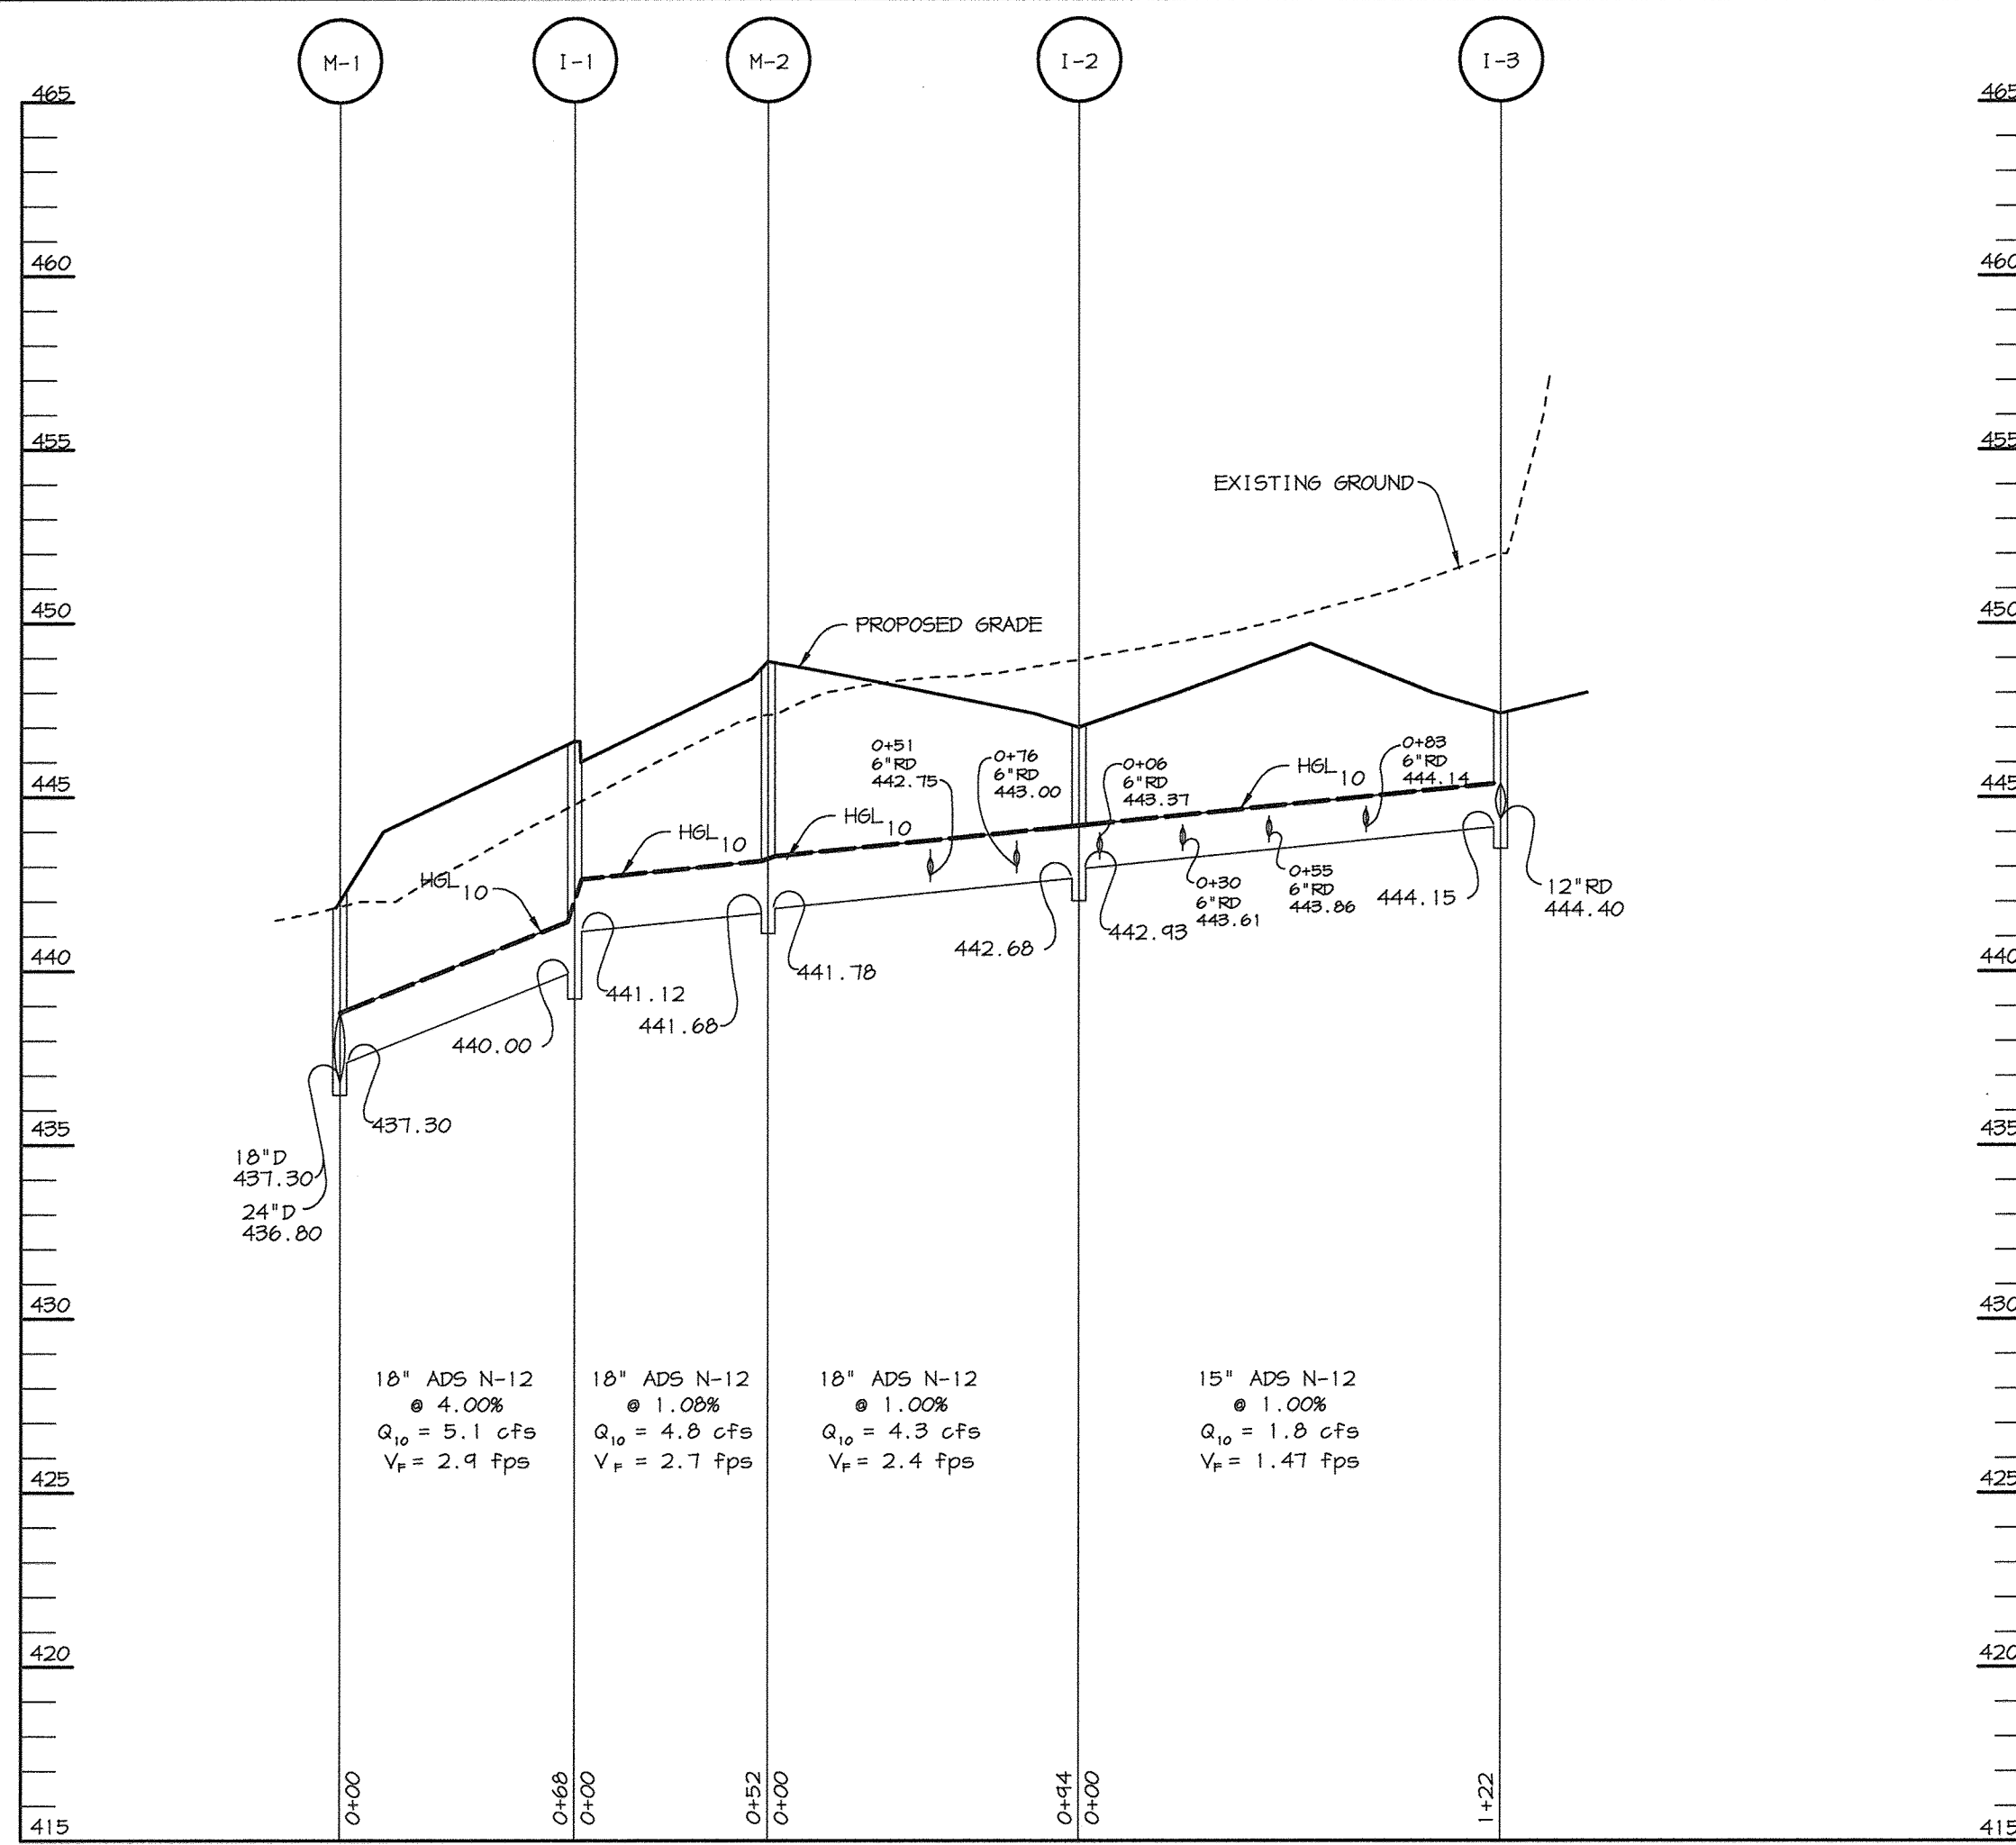 M-1
I-1
M-2
I-2
I-3
465
465
460
460
455
455
450
450
445
445
440
440
435
435
430
430
425
425
420
420
415
415
EXISTING GROUND
PROPOSED GRADE
HGL10
HGL10
HGL10
HGL10
0+51
6"RD
442.75
0+76
6"RD
443.00
0+06
6"RD
443.37
0+83
6"RD
444.14
0+30
6"RD
443.61
0+55
6"RD
443.86
444.15
12"RD
444.40
442.68
442.93
441.78
441.68
441.12
440.00
437.30
18"D
437.30
24"D
436.80
18" ADS N-12
@ 4.00%
Q10 = 5.1 cfs
VF = 2.9 fps
18" ADS N-12
@ 1.08%
Q10 = 4.8 cfs
VF = 2.7 fps
18" ADS N-12
@ 1.00%
Q10 = 4.3 cfs
VF = 2.4 fps
15" ADS N-12
@ 1.00%
Q10 = 1.8 cfs
VF = 1.47 fps
0+00
0+68
0+00
0+52
0+00
0+94
0+00
1+22